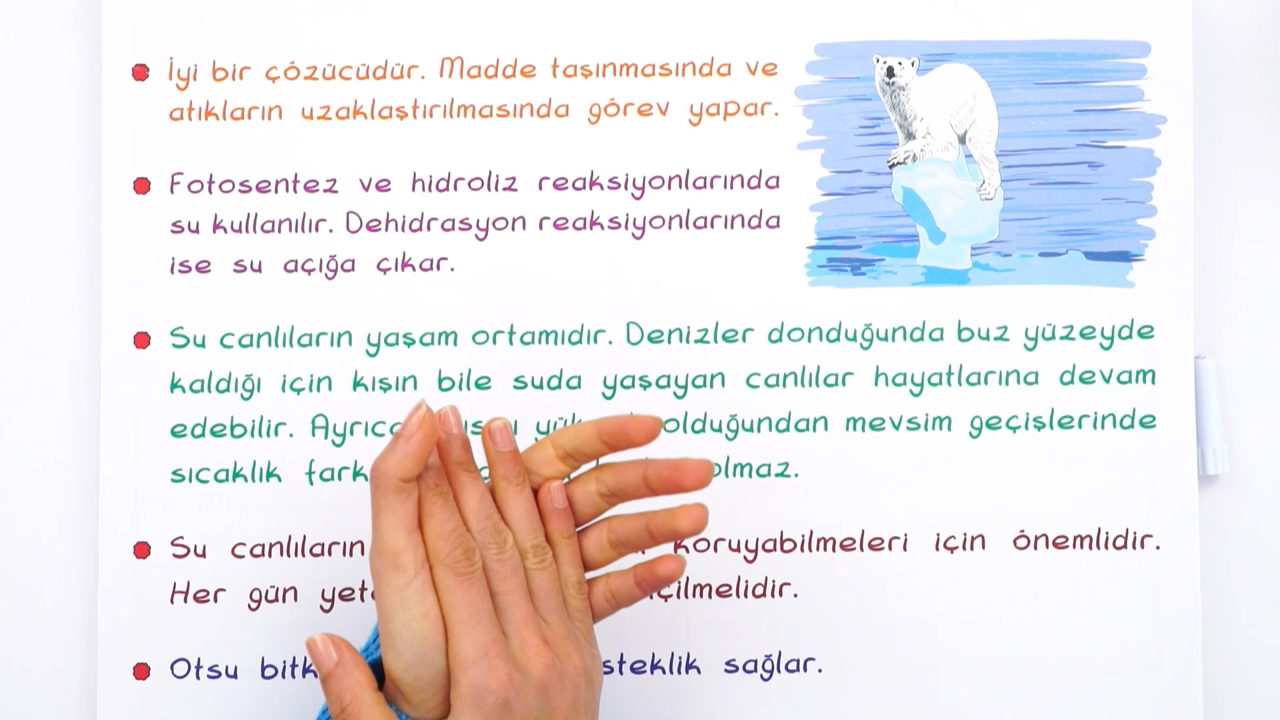 İyi bir çözücüdür. Madde taşınmasında ve
atıkların uzaklaştırılmasında görev yapar.
Fotosentez ve hidroliz reaksiyonlarında
su kullanılır. Dehidrasyon reaksiyonlarında
ise su açığa çıkar.
Su canlıların yaşam ortamıdır. Denizler donduğunda buz yüzeyde
kaldığı için kışın bile suda yaşayan canlılar hayatlarına devam
edebilir. olduğundan mevsim geçişlerinde
sıcaklık olmaz.
Su canlıların koruyabilmeleri için önemlidir.
Her gün
Otsu sağlar.